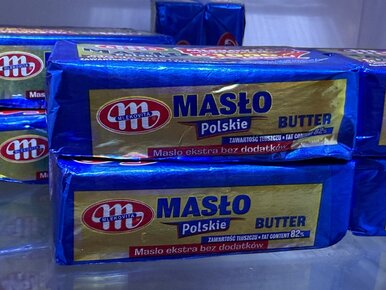 MLEKOVITA
MASŁO
Polskie
BUTTER
ZAWARTOŚĆ TŁUSZCZU • FAT CONTENT 82%
Masło ekstra bez dodatków
MLEKOVITA
MASŁO
Polskie
BUTTER
ZAWARTOŚĆ TŁUSZCZU • FAT CONTENT 82%
Masło ekstra bez dodatków